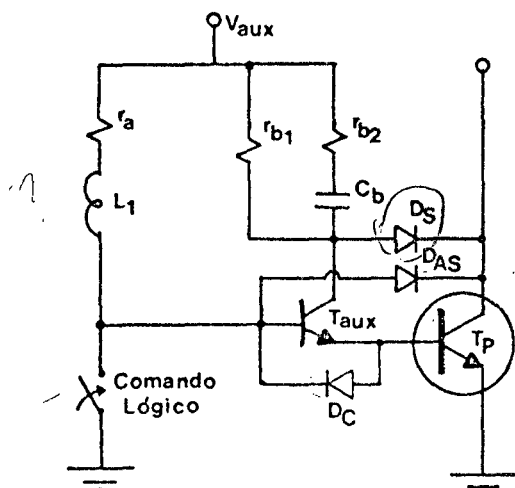 Vaux
ra
rb1
rb2
L1
Cb
DS
DAS
Taux
TP
Comando
Lógico
DC